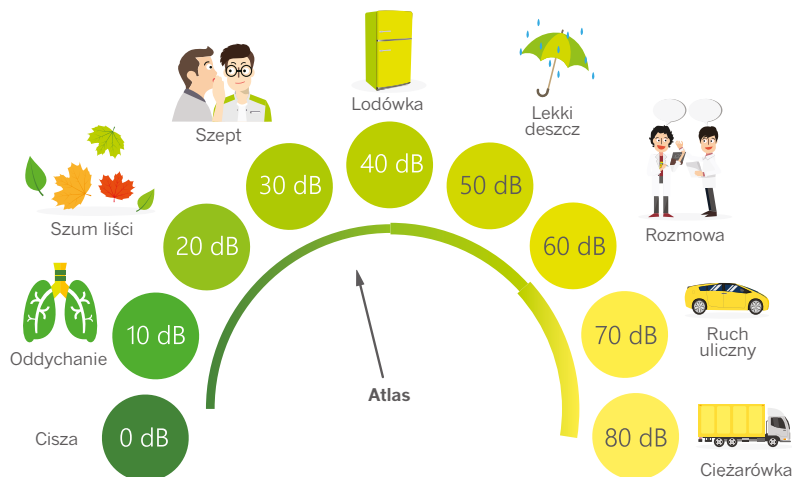 Cisza
0 dB
Oddychanie
10 dB
Szum liści
20 dB
Szept
30 dB
Lodówka
40 dB
Lekki
deszcz
50 dB
Rozmowa
60 dB
Ruch
uliczny
70 dB
Ciężarówka
80 dB
Atlas